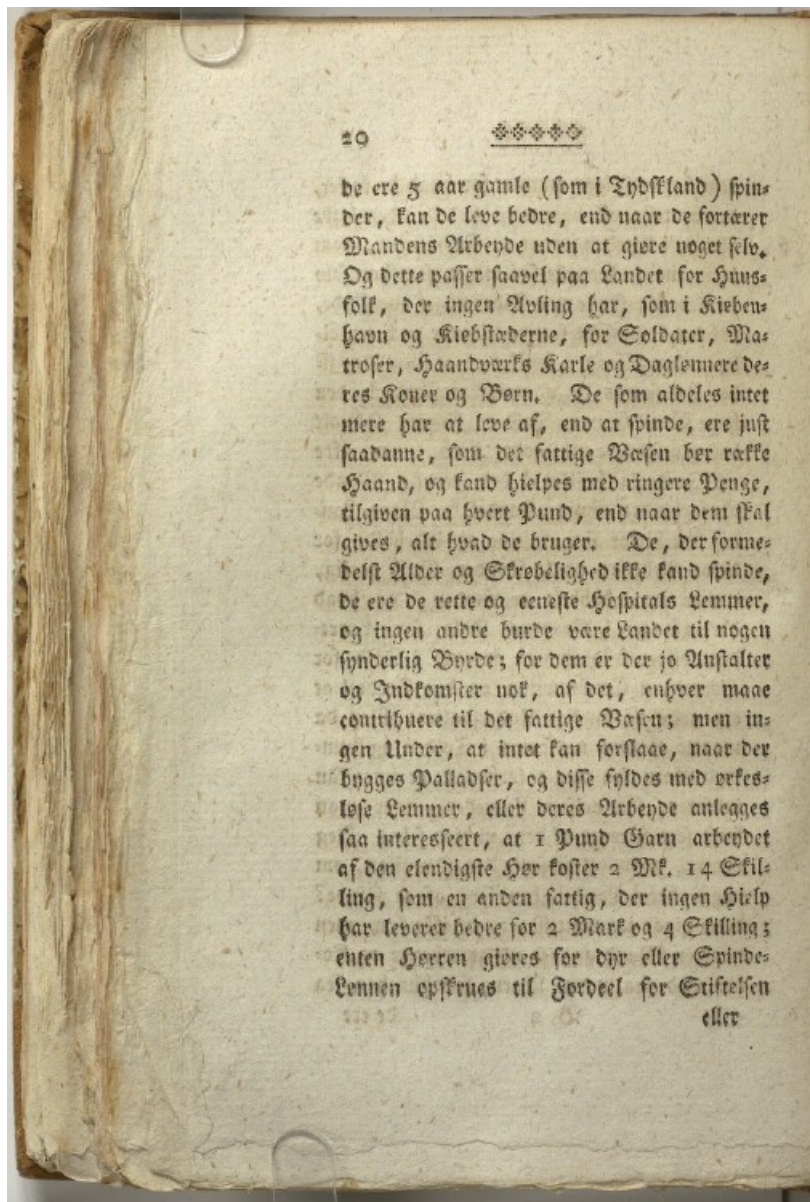 20
de ere 5 aar gamle (som i Tydskland) spin-
der, kan de leve bedre, end naar de fortærer
Mandens Arbeyde uden at giøre noget selv.
Og dette passer saavel paa Landet for Huus-
folk, der ingen Avling har, som i Kiøben-
havn og Kiøbstæderne, for Soldater, Ma-
troser, Haandværks Karle og Daglønnere de-
res Koner og Børn. De som aldeles intet
mere har at leve af, end at spinde, ere just
saadanne, som det fattige Væsen bør række
Haand, og kand hielpes med ringere Penge,
tilgiven paa hvert Pund, end naar dem skal
gives, alt hvad de bruger. De, der forme-
delst Alder og Skrøbelighed ikke kand spinde,
de ere de rette og eeneste Hospitals Lemmer,
og ingen andre burde være Landet til nogen
synderlig Byrde; for dem er der jo Anstalter
og Indkomster nok, af det, enhver maae
contribuere til det fattige Væsen; men in-
gen Under, at intet kan forslaae, naar der
bygges Palladser, og disse fyldes med ørkes-
løse Lemmer, eller deres Arbeyde anlegges
saa interesseert, at 1 Pund Garn arbeydet
af den elendigste Hør koster 2 Mk. 14 Skil-
ling, som en anden fattig, der ingen Hielp
har leverer bedre for 2 Mark og 4 Skilling;
enten Hørren giøres for dyr eller Spinde-
Lønnen opskrues til Fordeel for Stiftelsen
eller